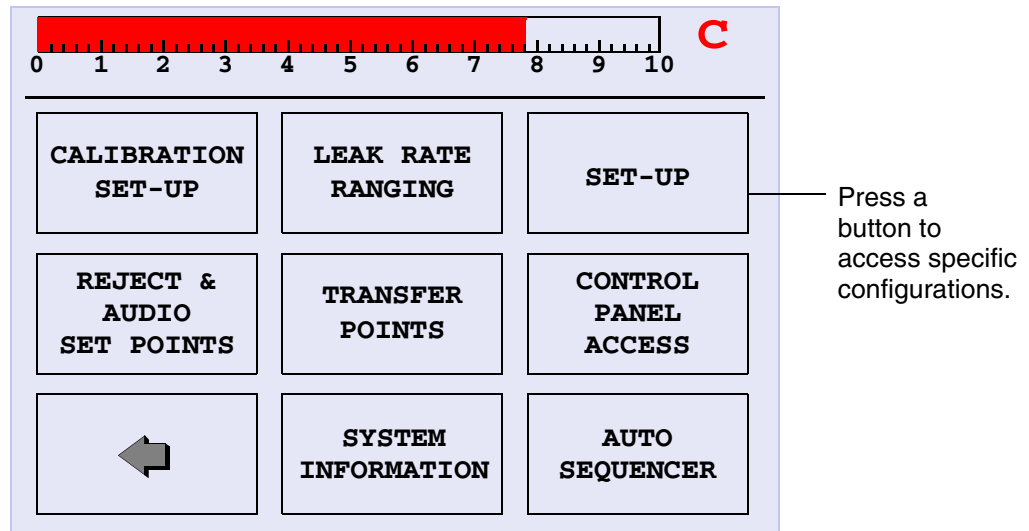 C
0 1 2 3 4 5 6 7 8 9 10
CALIBRATION
SET-UP
LEAK RATE
RANGING
SET-UP
Press a
button to
access specific
configurations.
REJECT &
AUDIO
SET POINTS
TRANSFER
POINTS
CONTROL
PANEL
ACCESS
SYSTEM
INFORMATION
AUTO
SEQUENCER